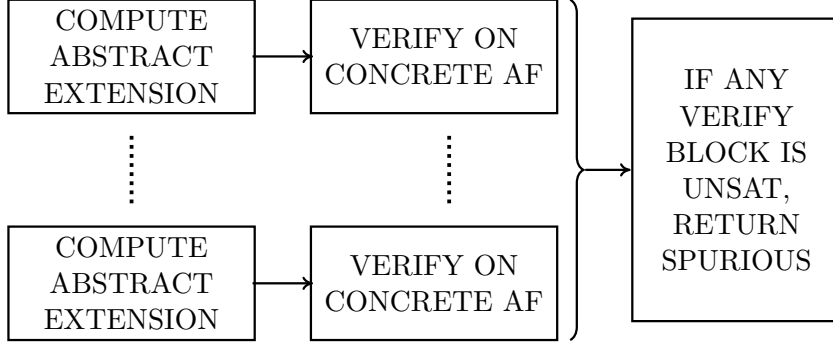 COMPUTE
ABSTRACT
EXTENSION
VERIFY ON
CONCRETE AF
COMPUTE
ABSTRACT
EXTENSION
VERIFY ON
CONCRETE AF
IF ANY
VERIFY
BLOCK IS
UNSAT,
RETURN
SPURIOUS